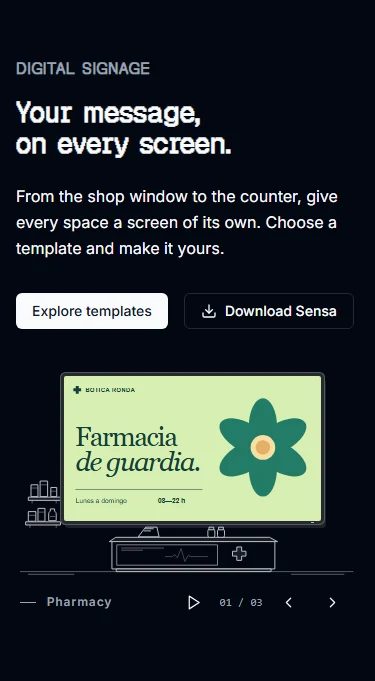 DIGITAL SIGNAGE
Your message,
on every screen.
From the shop window to the counter, give
every space a screen of its own. Choose a
template and make it yours.
Explore templates
Download Sensa
BOTICA RONDA
Farmacia
de guardia.
Lunes a domingo 08—22 h
Pharmacy 01 / 03